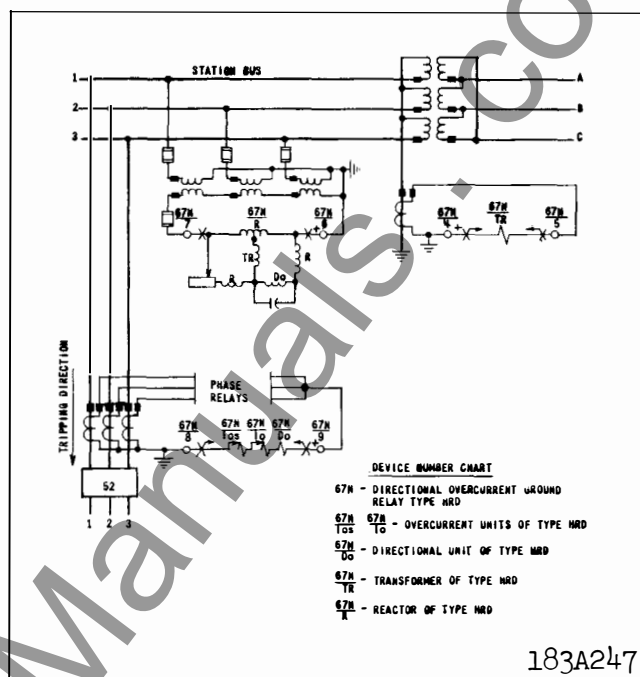 STATION BUS
1
2
3
A
B
C
67N
7
67N
R
67N
6
+
TR
R
R
Do
67N
4
+
67N
TR
67N
5
TRIPPING DIRECTION
PHASE
RELAYS
67N
8
67N
Ios
67N
Io
67N
Do
67N
9
+
52
1 2 3
DEVICE NUMBER CHART
67N - DIRECTIONAL OVERCURRENT GROUND
RELAY TYPE HRD
67N 67N - OVERCURRENT UNITS OF TYPE HRD
Ios Io
67N - DIRECTIONAL UNIT OF TYPE HRD
Do
67N - TRANSFORMER OF TYPE HRD
TR
67N - REACTOR OF TYPE HRD
R
183A247
Manuals.co